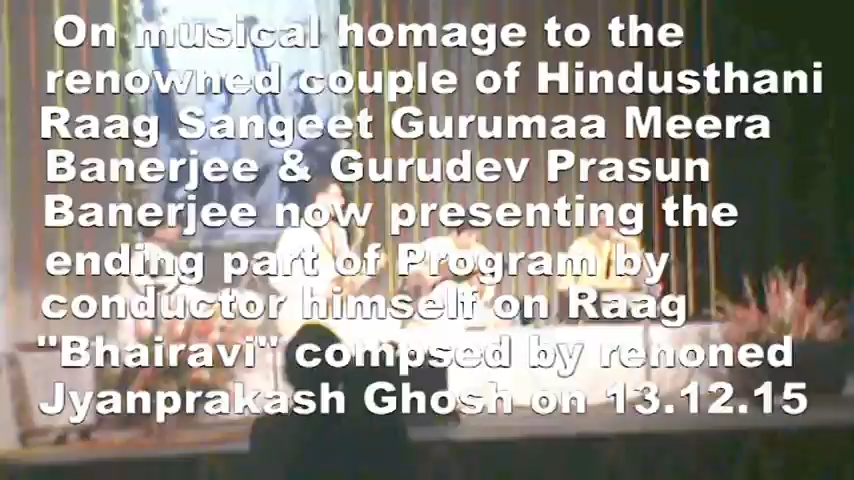 On musical homage to the
renowned couple of Hindusthani
Raag Sangeet Gurumaa Meera
Banerjee & Gurudev Prasun
Banerjee now presenting the
ending part of Program by
conductor himself on Raag
"Bhairavi" compsed by renoned
Jyanprakash Ghosh on 13.12.15